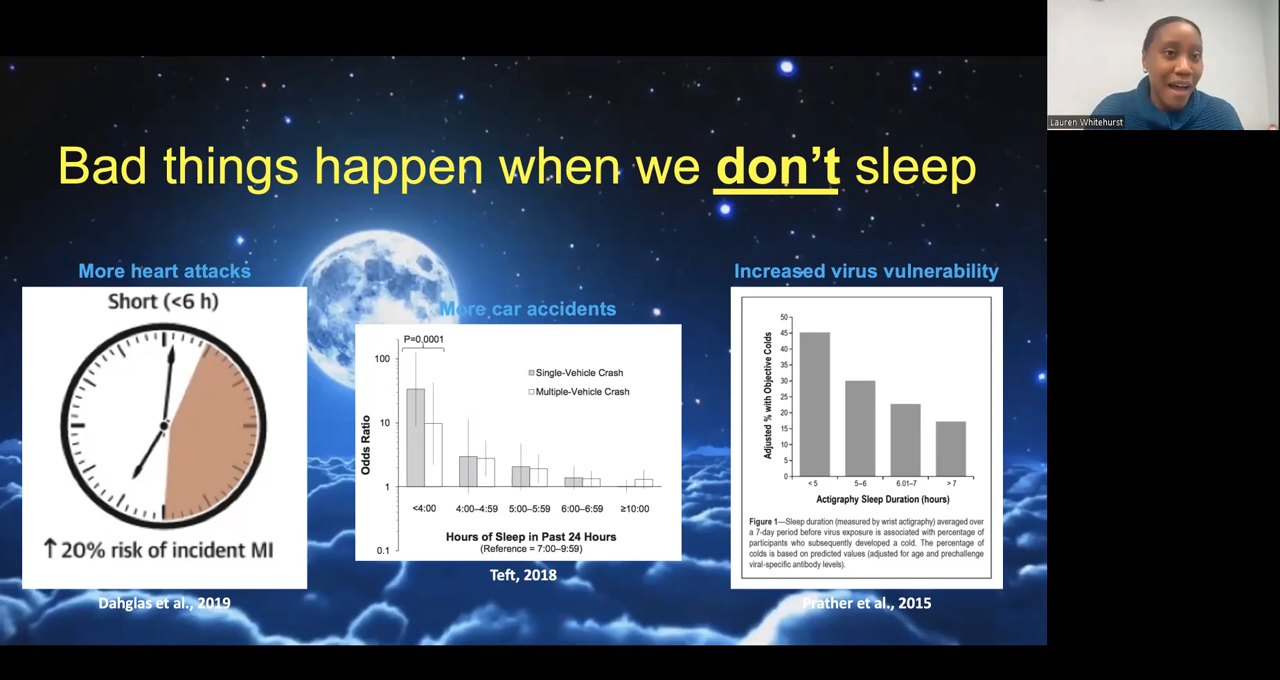 Lauren Whitehurst
Bad things happen when we don't sleep
More heart attacks
Short (<6 h)
↑ 20% risk of incident MI
Dahglas et al., 2019
More car accidents
P=0.0001
Single-Vehicle Crash
Multiple-Vehicle Crash
100
10
1
0.1
Odds Ratio
<4:00 4:00–4:59 5:00–5:59 6:00–6:59 ≥10:00
Hours of Sleep in Past 24 Hours
(Reference = 7:00–9:59)
Teft, 2018
Increased virus vulnerability
50
45
40
35
30
25
20
15
10
5
0
Adjusted % with Objective Colds
< 5 5–6 6.01–7 > 7
Actigraphy Sleep Duration (hours)
Figure 1—Sleep duration (measured by wrist actigraphy) averaged over
a 7-day period before virus exposure is associated with percentage of
participants who subsequently developed a cold. The percentage of
colds is based on predicted values (adjusted for age and prechallenge
viral-specific antibody levels).
Prather et al., 2015